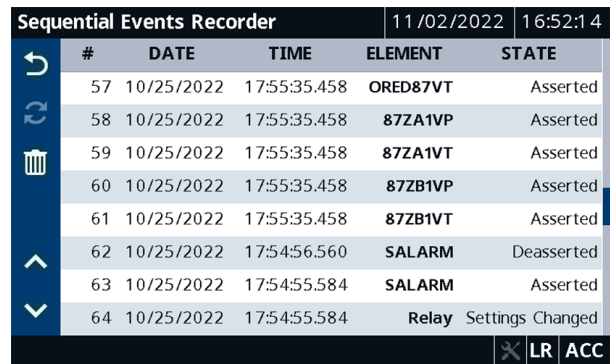 Sequential Events Recorder 11/02/2022 16:52:14
# DATE TIME ELEMENT STATE
57 10/25/2022 17:55:35.458 ORED87VT Asserted
58 10/25/2022 17:55:35.458 87ZA1VP Asserted
59 10/25/2022 17:55:35.458 87ZA1VT Asserted
60 10/25/2022 17:55:35.458 87ZB1VP Asserted
61 10/25/2022 17:55:35.458 87ZB1VT Asserted
62 10/25/2022 17:54:56.560 SALARM Deasserted
63 10/25/2022 17:54:55.584 SALARM Asserted
64 10/25/2022 17:54:55.584 Relay Settings Changed
LR ACC